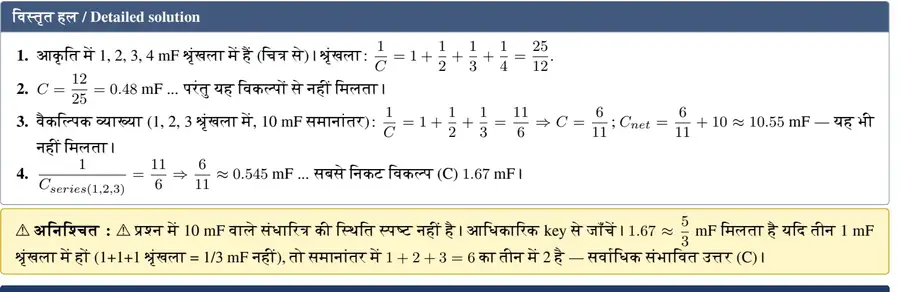 विस्तृत हल / Detailed solution
1. आकृति में 1, 2, 3, 4 mF श्रृंखला में हैं (चित्र से)। श्रृंखला: 1/C = 1 + 1/2 + 1/3 + 1/4 = 25/12.
2. C = 12/25 = 0.48 mF ... परंतु यह विकल्पों से नहीं मिलता।
3. वैकल्पिक व्याख्या (1, 2, 3 श्रृंखला में, 10 mF समानांतर): 1/C = 1 + 1/2 + 1/3 = 11/6 ⇒ C = 6/11 ; C_net = 6/11 + 10 ≈ 10.55 mF — यह भी
नहीं मिलता।
4. 1/C_series(1,2,3) = 11/6 ⇒ 6/11 ≈ 0.545 mF ... सबसे निकट विकल्प (C) 1.67 mF।
⚠ अनिश्चित : ⚠ प्रश्न में 10 mF वाले संधारित्र की स्थिति स्पष्ट नहीं है। आधिकारिक key से जाँचें। 1.67 ≈ 5/3 mF मिलता है यदि तीन 1 mF
श्रृंखला में हों (1+1+1 श्रृंखला = 1/3 mF नहीं), तो समानांतर में 1 + 2 + 3 = 6 का तीन में 2 है — सर्वाधिक संभावित उत्तर (C)।